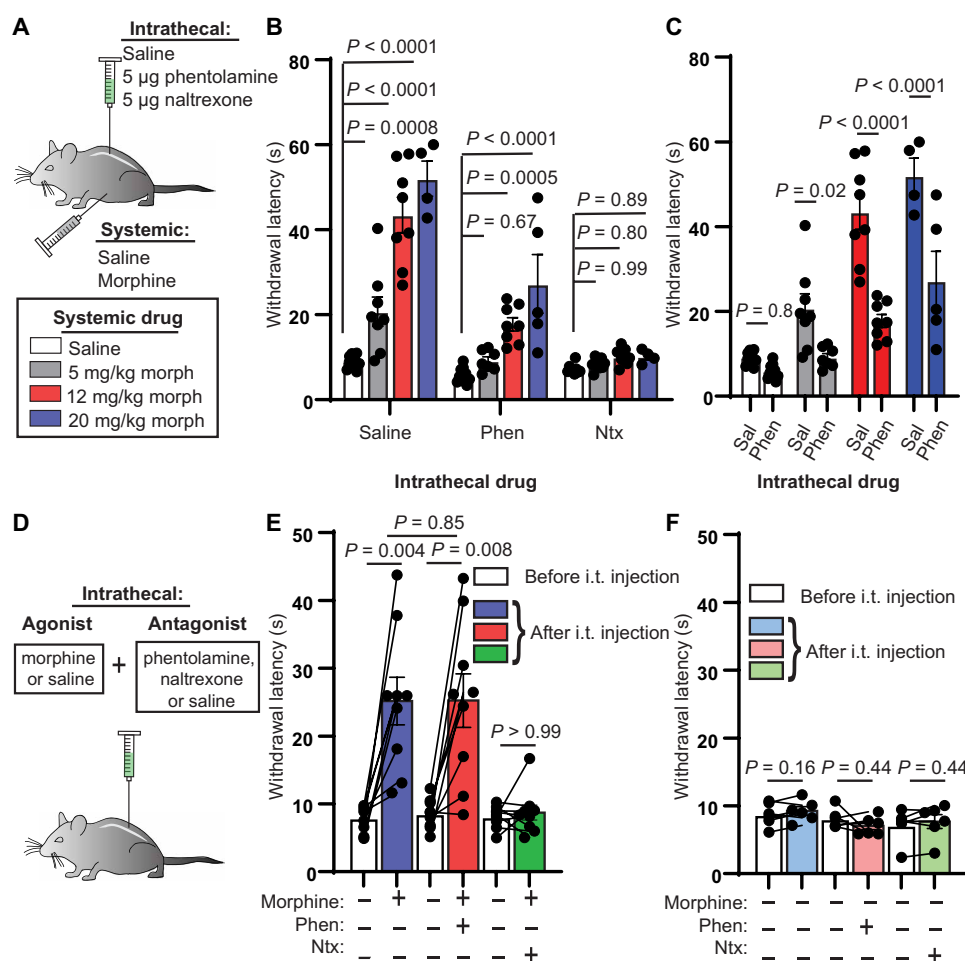 A
Intrathecal:
Saline
5 µg phentolamine
5 µg naltrexone
Systemic:
Saline
Morphine
Systemic drug
Saline
5 mg/kg morph
12 mg/kg morph
20 mg/kg morph
B
Withdrawal latency (s)
80
60
40
20
0
P < 0.0001
P < 0.0001
P = 0.0008
P < 0.0001
P = 0.0005
P = 0.67
P = 0.89
P = 0.80
P = 0.99
Saline Phen Ntx
Intrathecal drug
C
Withdrawal latency (s)
80
60
40
20
0
P < 0.0001
P < 0.0001
P = 0.02
P = 0.8
Sal Phen Sal Phen Sal Phen Sal Phen
Intrathecal drug
D
Intrathecal:
Agonist Antagonist
morphine
or saline
+
phentolamine,
naltrexone
or saline
E
Withdrawal latency (s)
50
40
30
20
10
0
P = 0.85
P = 0.004 P = 0.008
Before i.t. injection
After i.t. injection
P > 0.99
Morphine: – + – + – +
Phen: – – – + – –
Ntx: – – – – – +
F
Withdrawal latency (s)
50
40
30
20
10
0
Before i.t. injection
After i.t. injection
P = 0.16 P = 0.44 P = 0.44
– – – – – –
– – – + – –
– – – – – +